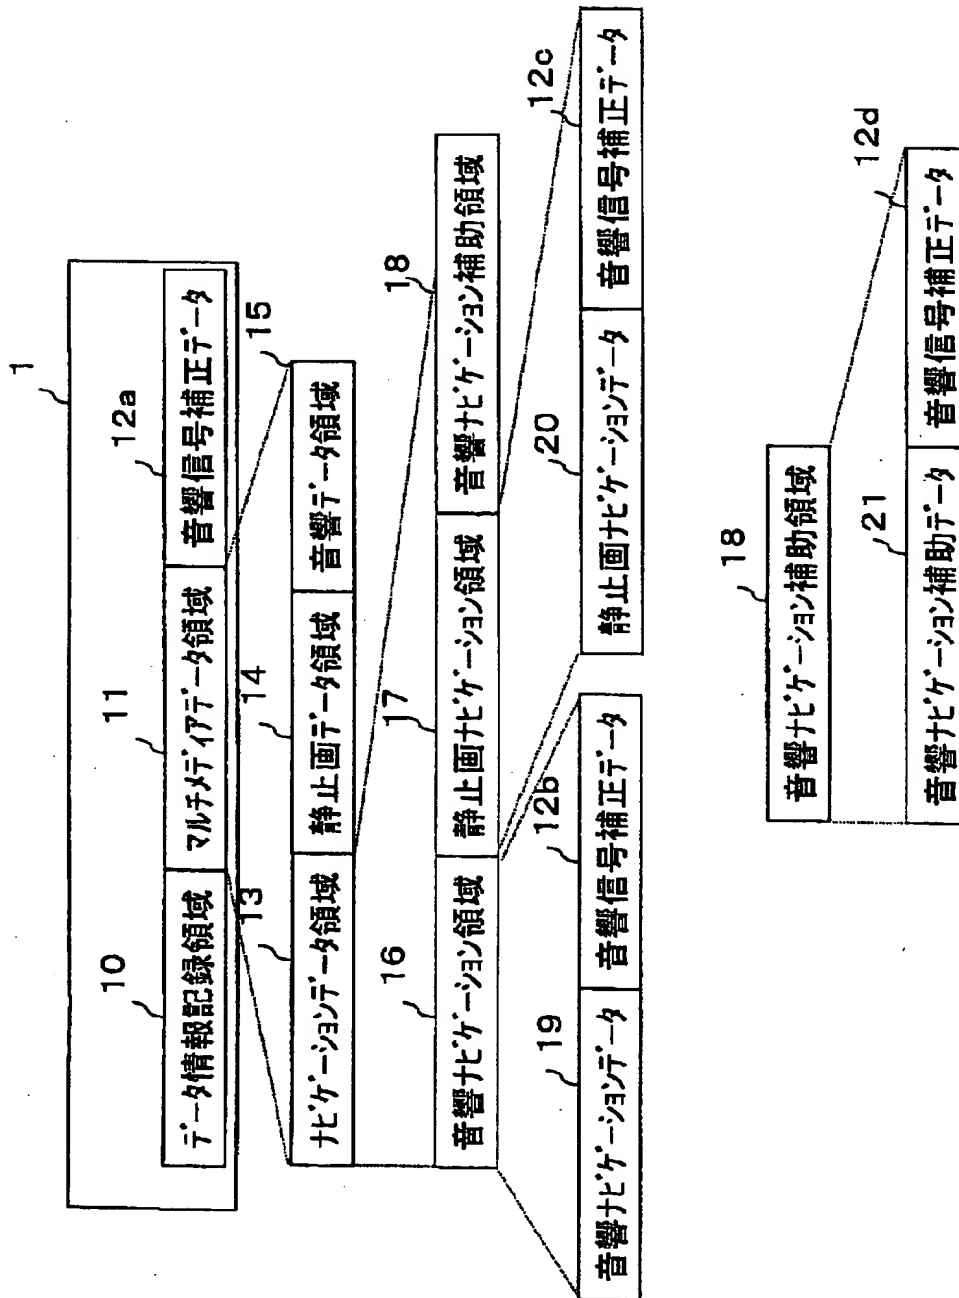 1
10
11
12a
データ情報記録領域
マルチメディアデータ領域
音響信号補正データ
13
14
15
ナビゲーションデータ領域
静止画データ領域
音響データ領域
16
17
18
音響ナビゲーション領域
静止画ナビゲーション領域
音響ナビゲーション補助領域
19
12b
20
12c
音響ナビゲーションデータ
音響信号補正データ
静止画ナビゲーションデータ
音響信号補正データ
18
音響ナビゲーション補助領域
21
12d
音響ナビゲーション補助データ
音響信号補正データ